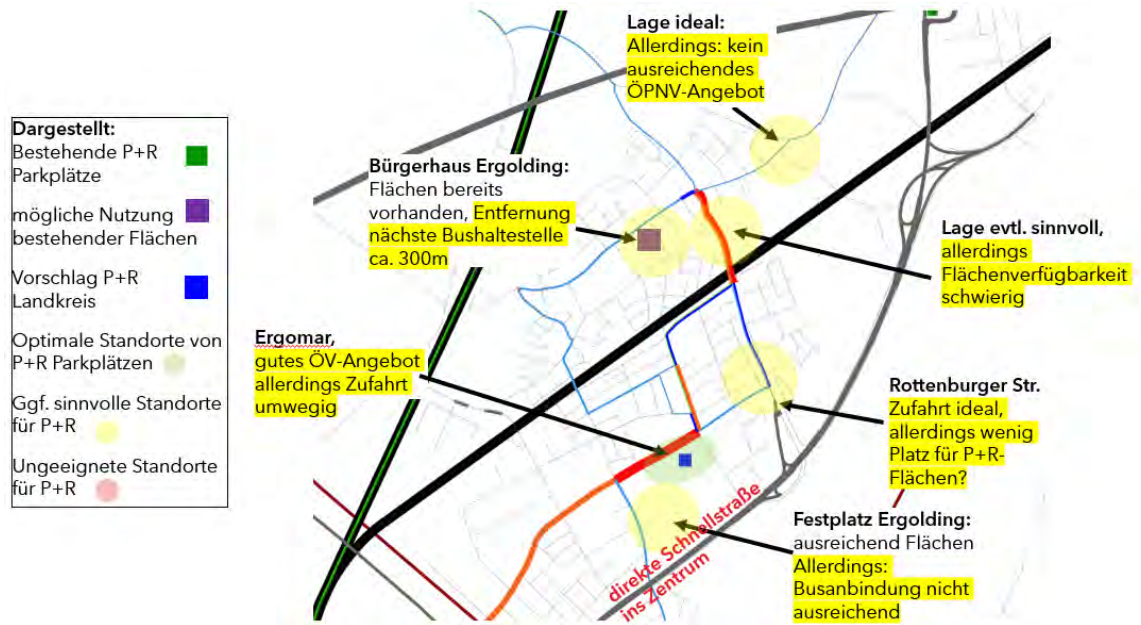 Dargestellt:
Bestehende P+R
Parkplätze
mögliche Nutzung
bestehender Flächen
Vorschlag P+R
Landkreis
Optimale Standorte von
P+R Parkplätzen
Ggf. sinnvolle Standorte
für P+R
Ungeeignete Standorte
für P+R
Lage ideal:
Allerdings: kein
ausreichendes
ÖPNV-Angebot
Bürgerhaus Ergolding:
Flächen bereits
vorhanden, Entfernung
nächste Bushaltestelle
ca. 300m
Lage evtl. sinnvoll,
allerdings
Flächenverfügbarkeit
schwierig
Ergomar,
gutes ÖV-Angebot
allerdings Zufahrt
umwegig
Rottenburger Str.
Zufahrt ideal,
allerdings wenig
Platz für P+R-
Flächen?
Festplatz Ergolding:
ausreichend Flächen
Allerdings:
Busanbindung nicht
ausreichend
direkte Schnellstraße
ins Zentrum